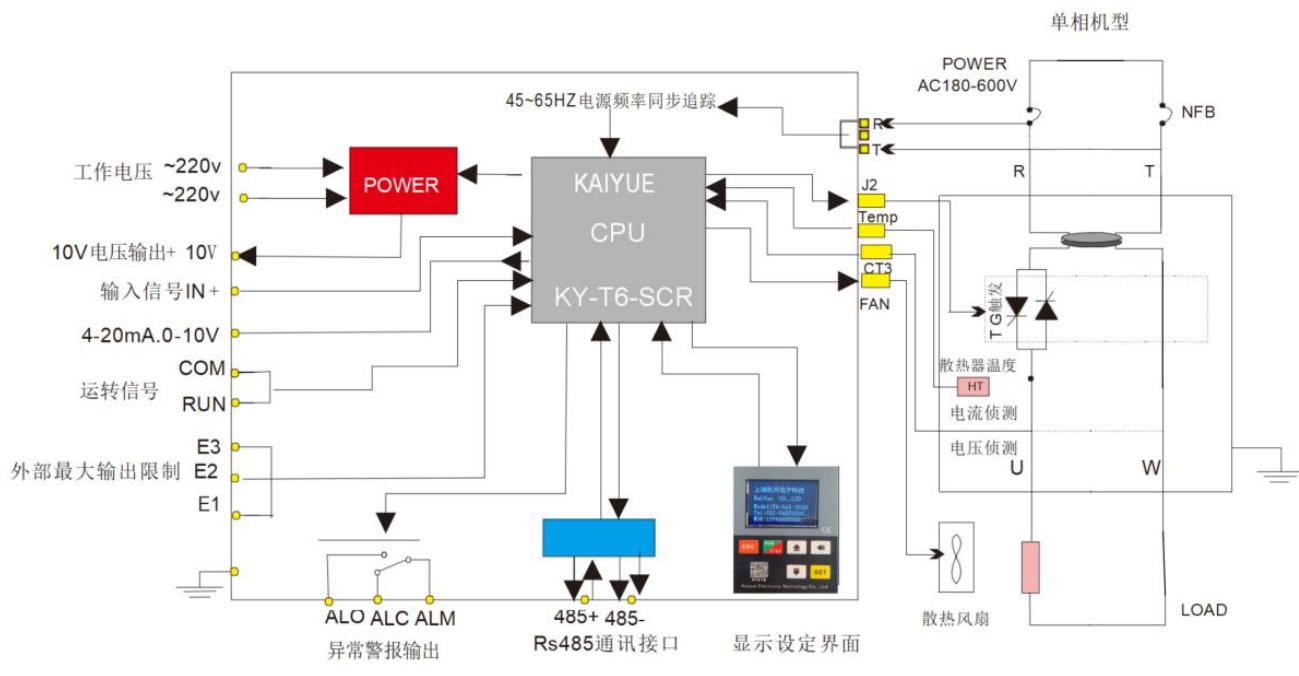 单相机型
POWER
AC180-600V
NFB
45~65HZ电源频率同步追踪
R
T
R
T
工作电压 ~220v
~220v
POWER
KAIYUE
CPU
KY-T6-SCR
J2
Temp
CT3
FAN
10V电压输出+ 10V
输入信号IN+
4-20mA.0-10V
COM
运转信号
RUN
E3
外部最大输出限制 E2
E1
TG触发
散热器温度
HT
电流侦测
电压侦测
U
W
ESC
SET
ALO ALC ALM
异常警报输出
485+ 485-
Rs485通讯接口
显示设定界面
散热风扇
LOAD